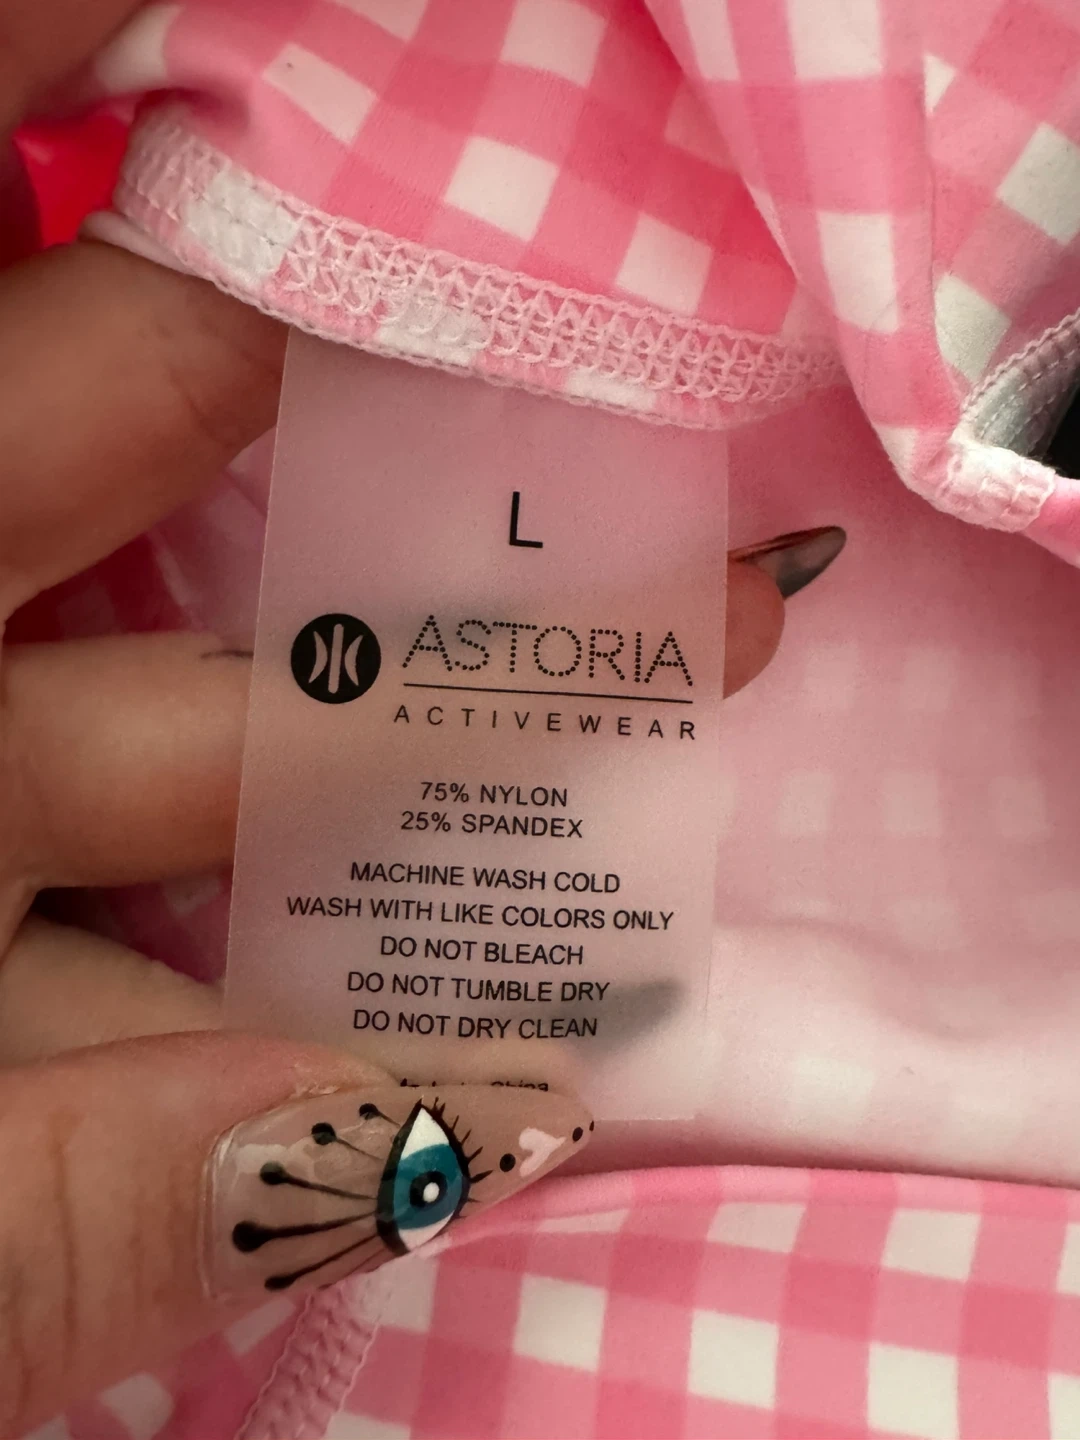 L
ASTORIA
ACTIVEWEAR
75% NYLON
25% SPANDEX
MACHINE WASH COLD
WASH WITH LIKE COLORS ONLY
DO NOT BLEACH
DO NOT TUMBLE DRY
DO NOT DRY CLEAN
China